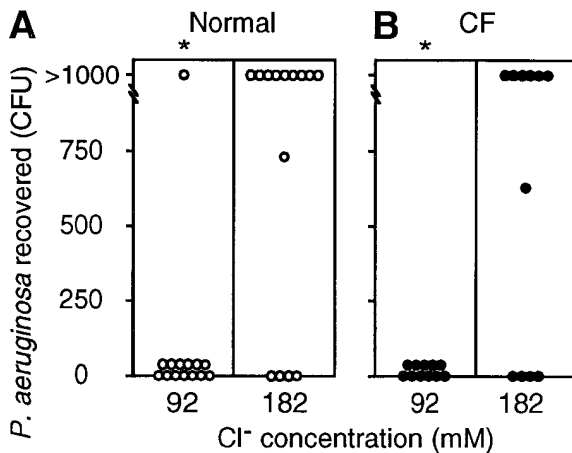 A Normal B CF
* *
P. aeruginosa recovered (CFU)
>1000
750
500
250
0
92 182 92 182
Cl⁻ concentration (mM)